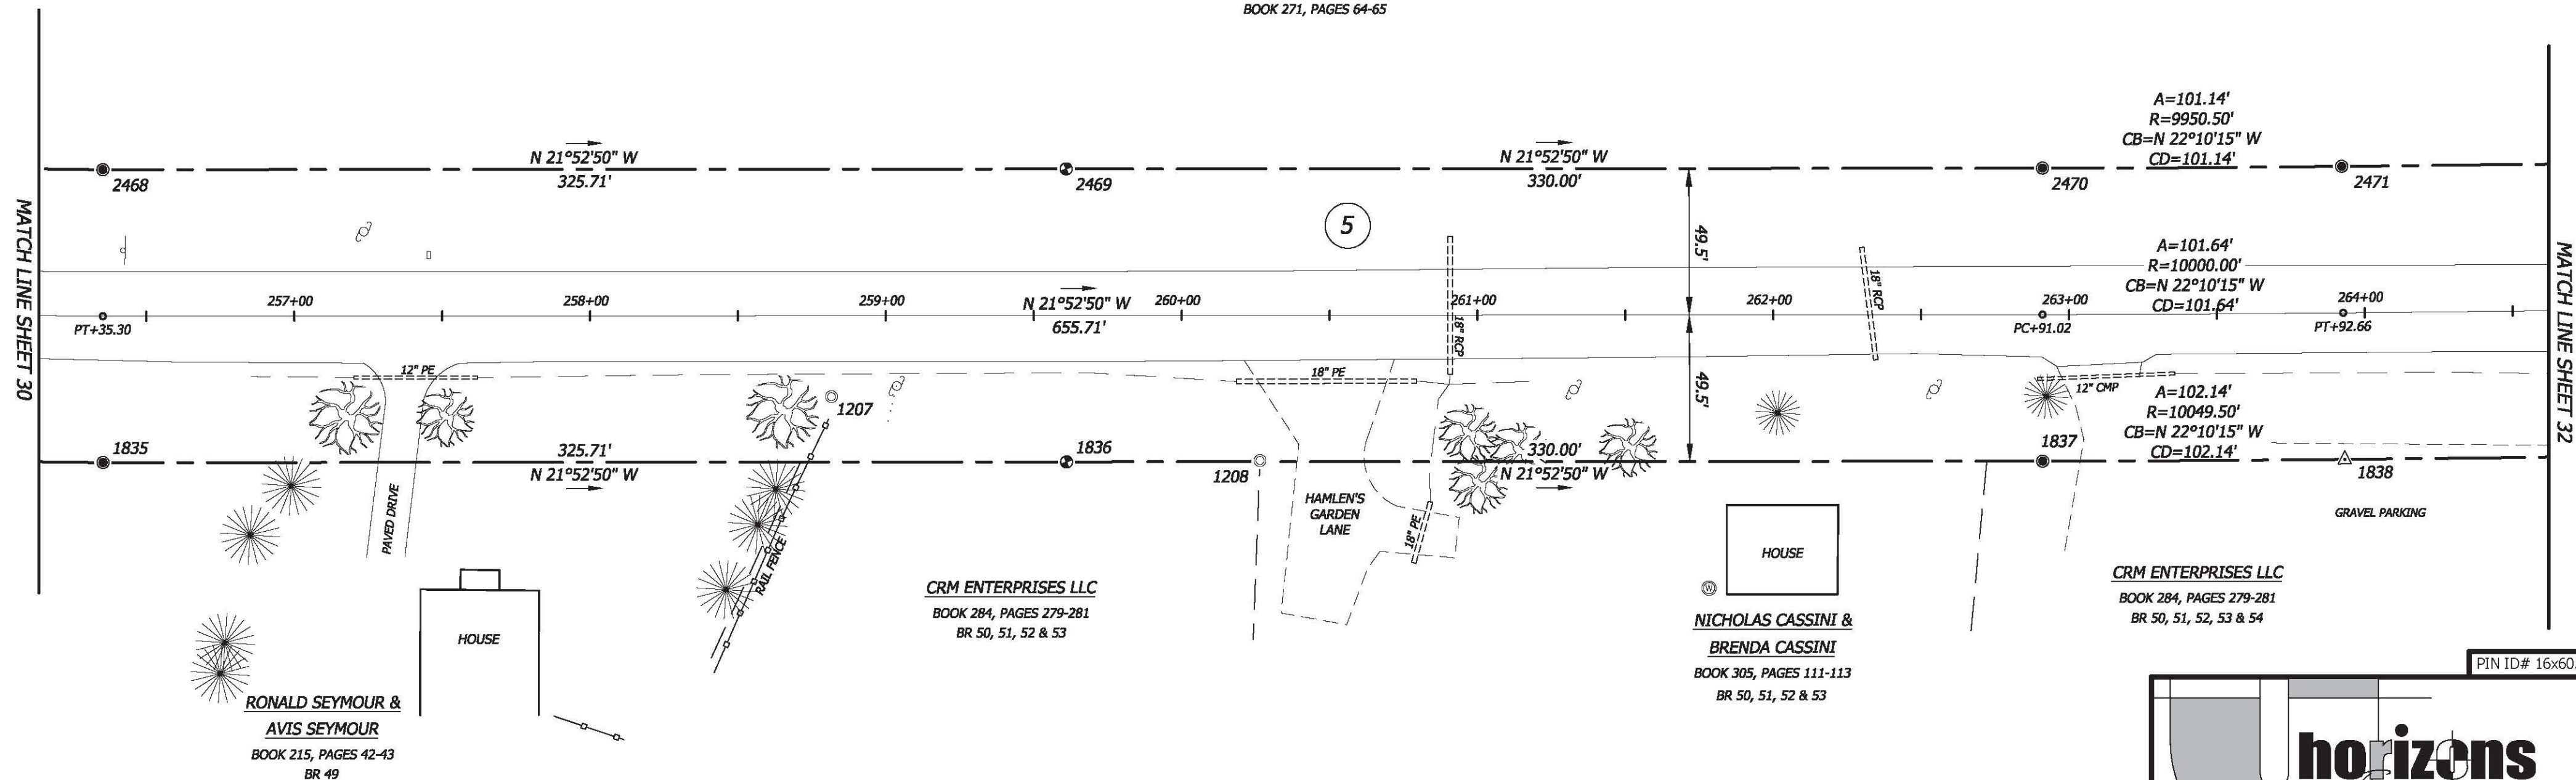 BOOK 271, PAGES 64-65
A=101.14'
R=9950.50'
CB=N 22°10'15" W
CD=101.14'
N 21°52'50" W
325.71'
N 21°52'50" W
330.00'
2468
2469
2470
2471
MATCH LINE SHEET 30
MATCH LINE SHEET 32
5
49.5'
18" RCP
A=101.64'
R=10000.00'
CB=N 22°10'15" W
CD=101.64'
257+00
258+00
259+00
N 21°52'50" W
655.71'
260+00
261+00
262+00
263+00
264+00
PT+35.30
18" RCP
PC+91.02
PT+92.66
12" PE
18" PE
49.5'
12" CMP
A=102.14'
R=10049.50'
CB=N 22°10'15" W
CD=102.14'
1207
1835
325.71'
N 21°52'50" W
1836
1208
330.00'
N 21°52'50" W
1837
1838
PAVED DRIVE
RAIL FENCE
HAMLEN'S
GARDEN
LANE
18" PE
GRAVEL PARKING
HOUSE
HOUSE
W
CRM ENTERPRISES LLC
BOOK 284, PAGES 279-281
BR 50, 51, 52 & 53
NICHOLAS CASSINI &
BRENDA CASSINI
BOOK 305, PAGES 111-113
BR 50, 51, 52 & 53
CRM ENTERPRISES LLC
BOOK 284, PAGES 279-281
BR 50, 51, 52, 53 & 54
RONALD SEYMOUR &
AVIS SEYMOUR
BOOK 215, PAGES 42-43
BR 49
PIN ID# 16x60
horizons